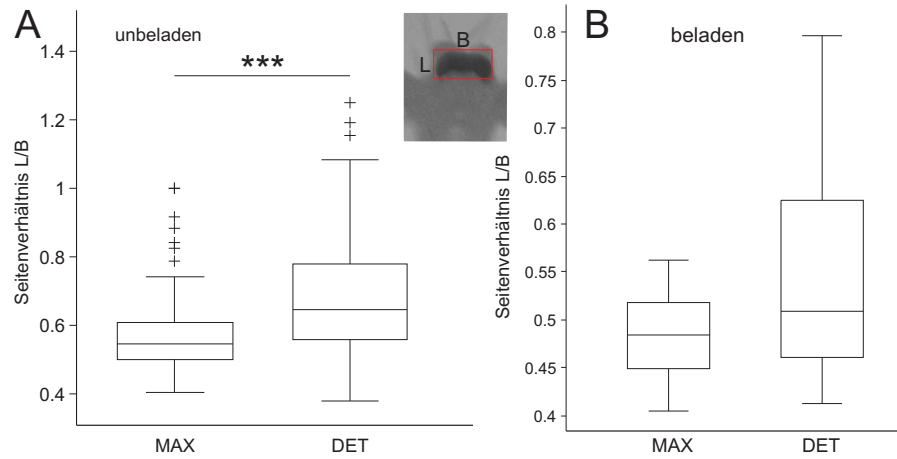 A
unbeladen
***
Seitenverhältnis L/B
1.4
1.2
1
0.8
0.6
0.4
MAX DET
B
L
B
beladen
Seitenverhältnis L/B
0.8
0.75
0.7
0.65
0.6
0.55
0.5
0.45
0.4
MAX DET